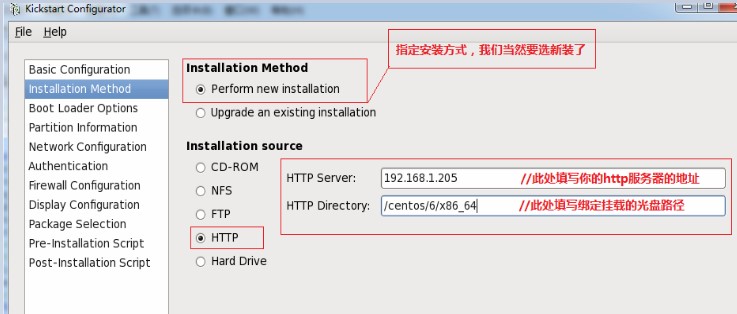 Kickstart Configurator
File Help
指定安装方式，我们当然要选新装了
Basic Configuration
Installation Method
Boot Loader Options
Partition Information
Network Configuration
Authentication
Firewall Configuration
Display Configuration
Package Selection
Pre-Installation Script
Post-Installation Script
Installation Method
Perform new installation
Upgrade an existing installation
Installation source
CD-ROM
NFS
FTP
HTTP
Hard Drive
HTTP Server: 192.168.1.205 //此处填写你的http服务器的地址
HTTP Directory: /centos/6/x86_64 //此处填写绑定挂载的光盘路径